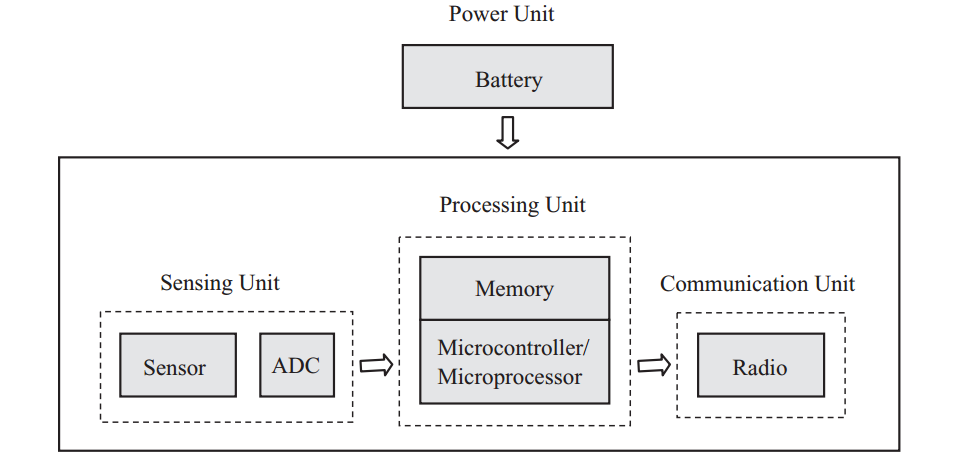 Power Unit
Battery
Processing Unit
Memory
Microcontroller/
Microprocessor
Sensing Unit
Sensor
ADC
Communication Unit
Radio